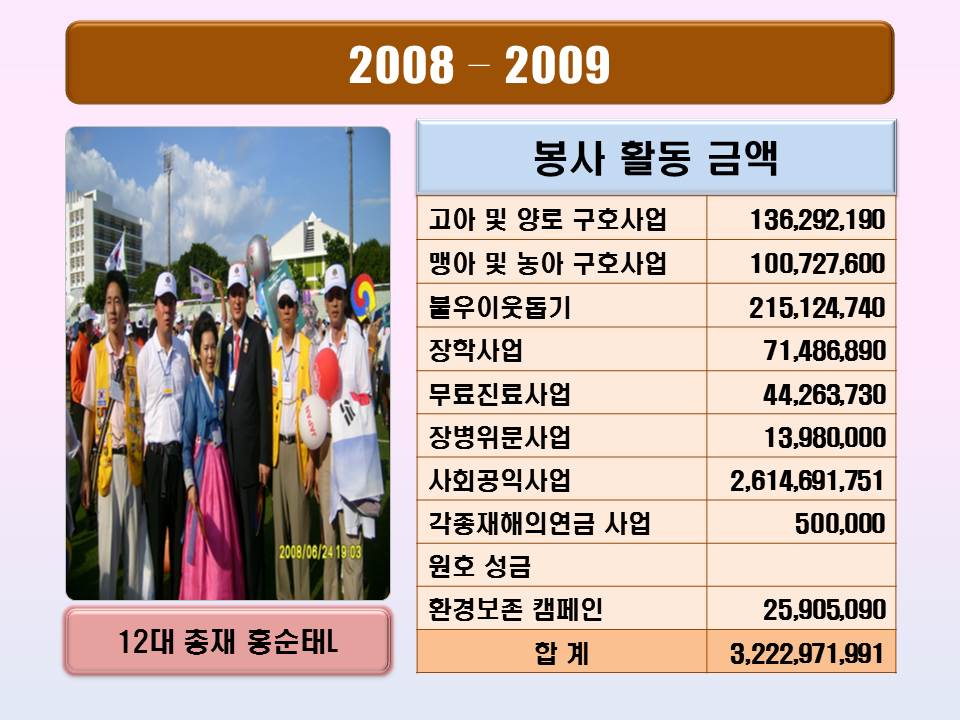 2008 – 2009
봉사 활동 금액
고아 및 양로 구호사업 136,292,190
맹아 및 농아 구호사업 100,727,600
불우이웃돕기 215,124,740
장학사업 71,486,890
무료진료사업 44,263,730
장병위문사업 13,980,000
사회공익사업 2,614,691,751
각종재해의연금 사업 500,000
원호 성금
환경보존 캠페인 25,905,090
합 계 3,222,971,991
JAPAN
2008/06/24 19:03
12대 총재 홍순태L